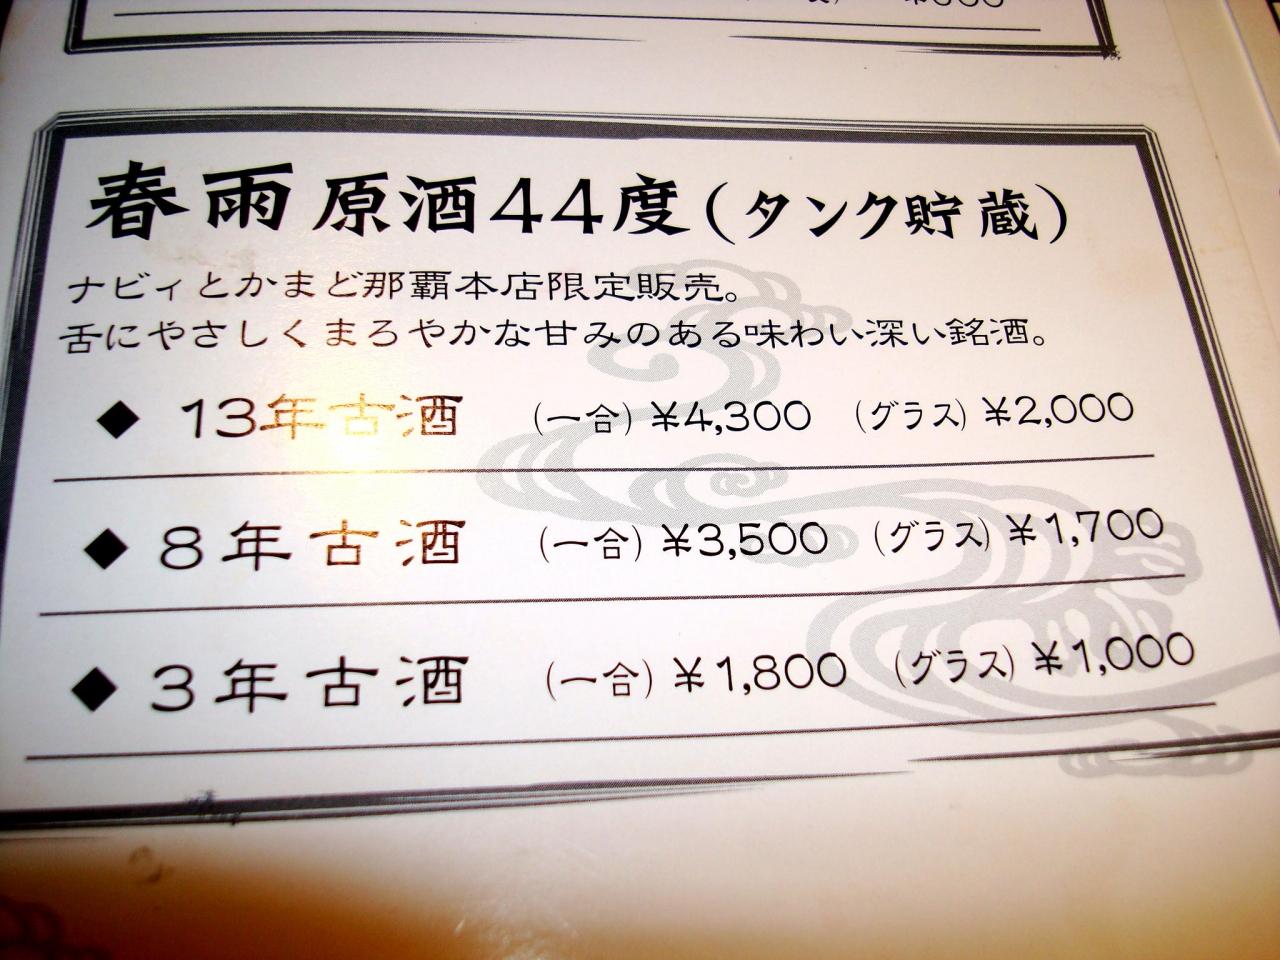 春雨 原酒44度(タンク貯蔵)
ナビィとかまど那覇本店限定販売。
舌にやさしくまろやかな甘みのある味わい深い銘酒。
◆ 13年古酒 (一合) ¥4,300 (グラス) ¥2,000
◆ 8年古酒 (一合) ¥3,500 (グラス) ¥1,700
◆ 3年古酒 (一合) ¥1,800 (グラス) ¥1,000